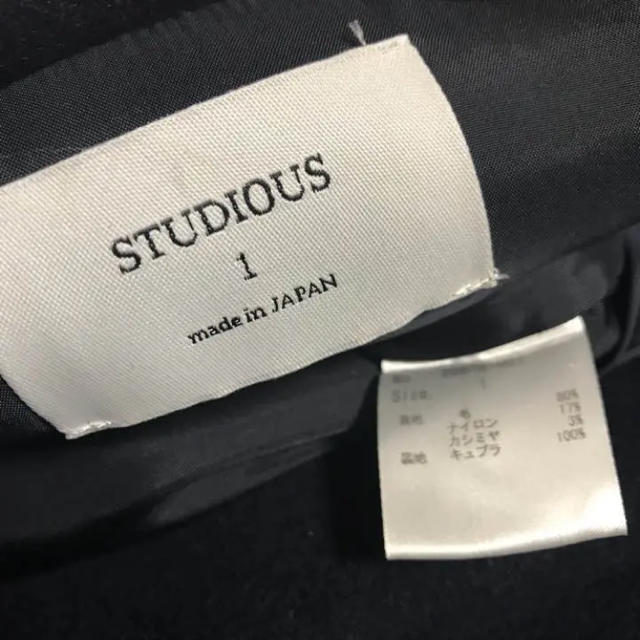 STUDIOUS
1
made in JAPAN
No
Size. 1
表地 毛 80%
ナイロン 17%
カシミヤ 3%
裏地 キュプラ 100%